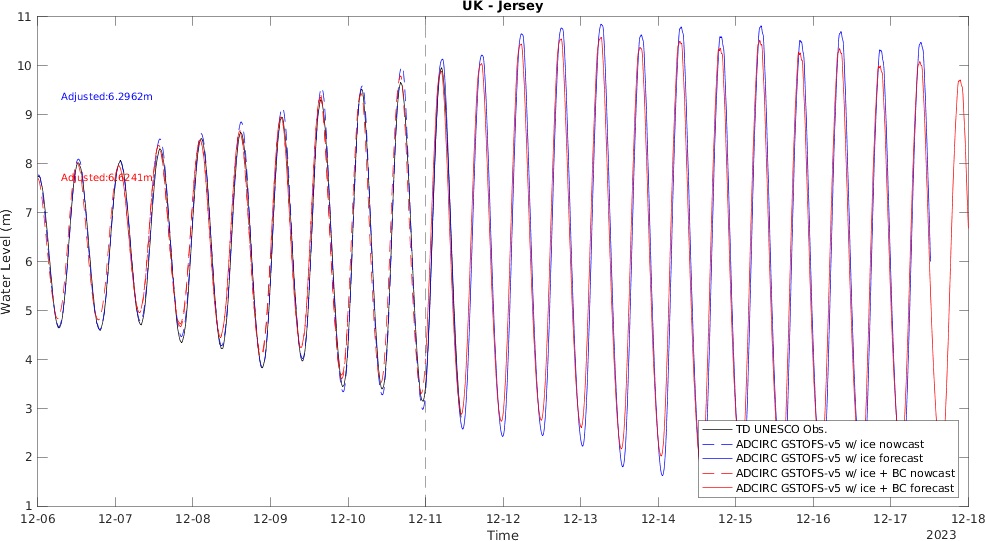 UK - Jersey
11
10
9
8
7
6
5
4
3
2
1
Water Level (m)
Adjusted:6.2962m
Adjusted:6.6241m
TD UNESCO Obs.
ADCIRC GSTOFS-v5 w/ ice nowcast
ADCIRC GSTOFS-v5 w/ ice forecast
ADCIRC GSTOFS-v5 w/ ice + BC nowcast
ADCIRC GSTOFS-v5 w/ ice + BC forecast
12-06 12-07 12-08 12-09 12-10 12-11 12-12 12-13 12-14 12-15 12-16 12-17 12-18
Time
2023